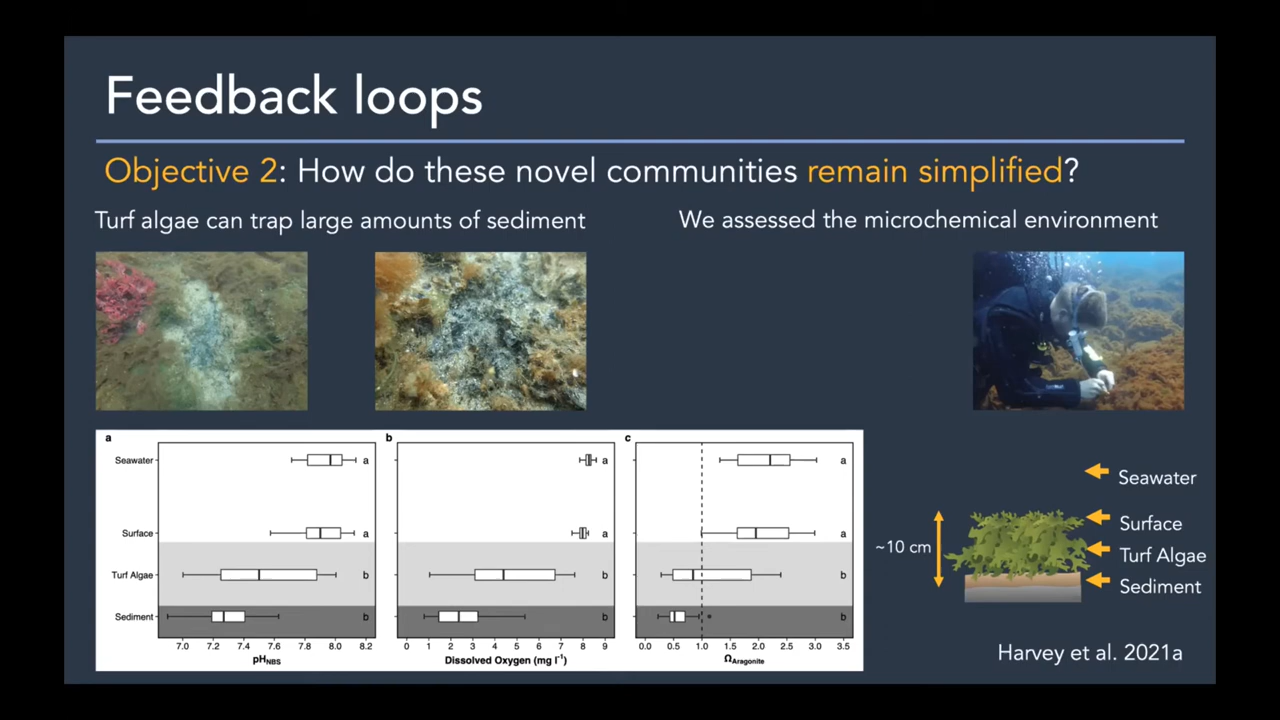 Feedback loops
Objective 2: How do these novel communities remain simplified?
Turf algae can trap large amounts of sediment
We assessed the microchemical environment
a
Seawater
Surface
Turf Algae
Sediment
a
a
b
b
7.0 7.2 7.4 7.6 7.8 8.0 8.2
pHNBS
b
a
a
b
b
0 1 2 3 4 5 6 7 8 9
Dissolved Oxygen (mg l⁻¹)
c
a
a
b
b
0.0 0.5 1.0 1.5 2.0 2.5 3.0 3.5
ΩAragonite
~10 cm
Seawater
Surface
Turf Algae
Sediment
Harvey et al. 2021a